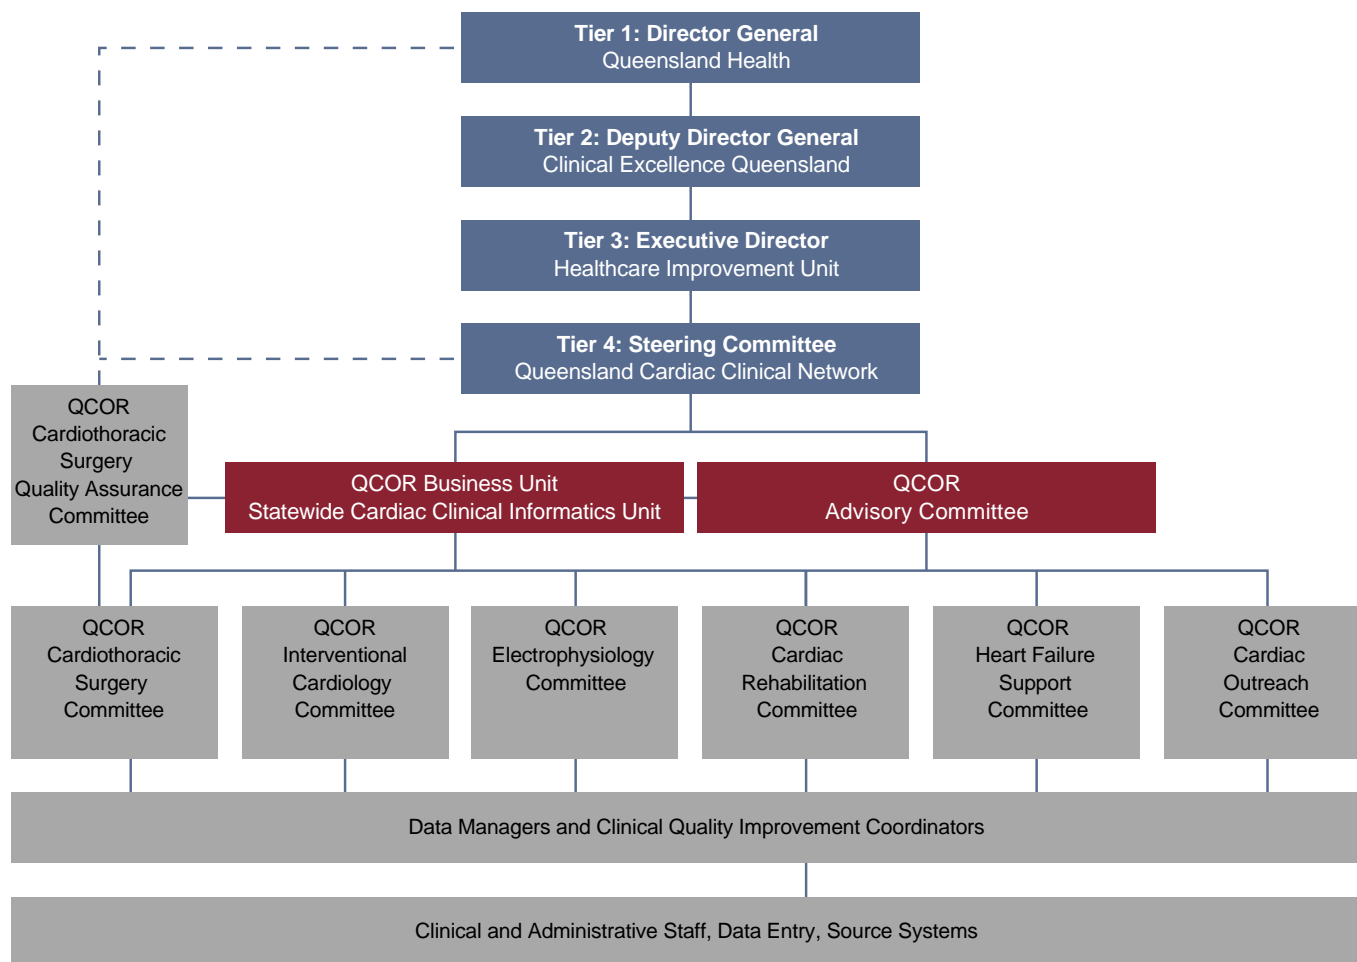 Tier 1: Director General
Queensland Health
Tier 2: Deputy Director General
Clinical Excellence Queensland
Tier 3: Executive Director
Healthcare Improvement Unit
Tier 4: Steering Committee
Queensland Cardiac Clinical Network
QCOR
Cardiothoracic
Surgery
Quality Assurance
Committee
QCOR Business Unit
Statewide Cardiac Clinical Informatics Unit
QCOR
Advisory Committee
QCOR
Cardiothoracic
Surgery
Committee
QCOR
Interventional
Cardiology
Committee
QCOR
Electrophysiology
Committee
QCOR
Cardiac
Rehabilitation
Committee
QCOR
Heart Failure
Support
Committee
QCOR
Cardiac
Outreach
Committee
Data Managers and Clinical Quality Improvement Coordinators
Clinical and Administrative Staff, Data Entry, Source Systems